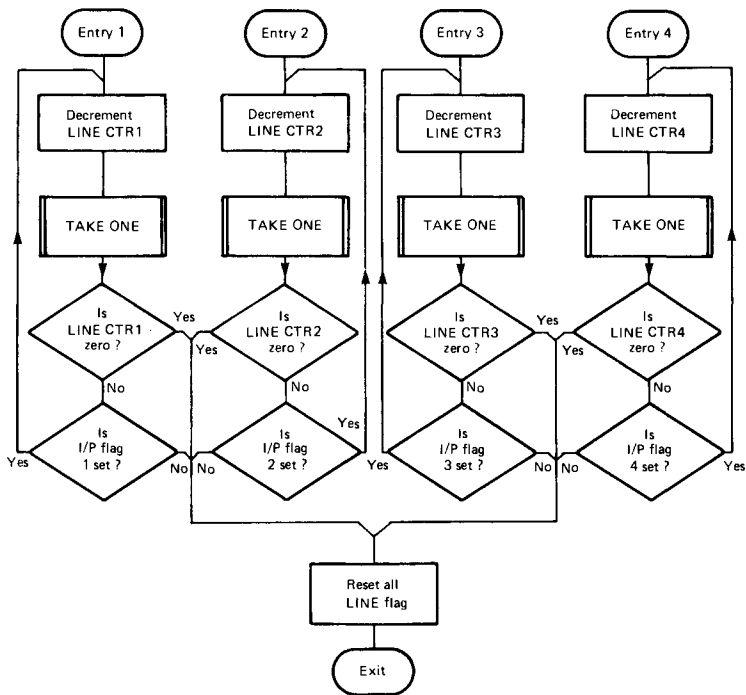 Entry 1
Entry 2
Entry 3
Entry 4
Decrement
LINE CTR1
Decrement
LINE CTR2
Decrement
LINE CTR3
Decrement
LINE CTR4
TAKE ONE
TAKE ONE
TAKE ONE
TAKE ONE
Is
LINE CTR1
zero ?
Yes
Yes
Is
LINE CTR2
zero ?
Is
LINE CTR3
zero ?
Yes
Yes
Is
LINE CTR4
zero ?
No
No
No
No
Yes
Is
I/P flag
1 set ?
No
No
Is
I/P flag
2 set ?
Yes
Yes
Is
I/P flag
3 set ?
No
No
Is
I/P flag
4 set ?
Yes
Reset all
LINE flag
Exit